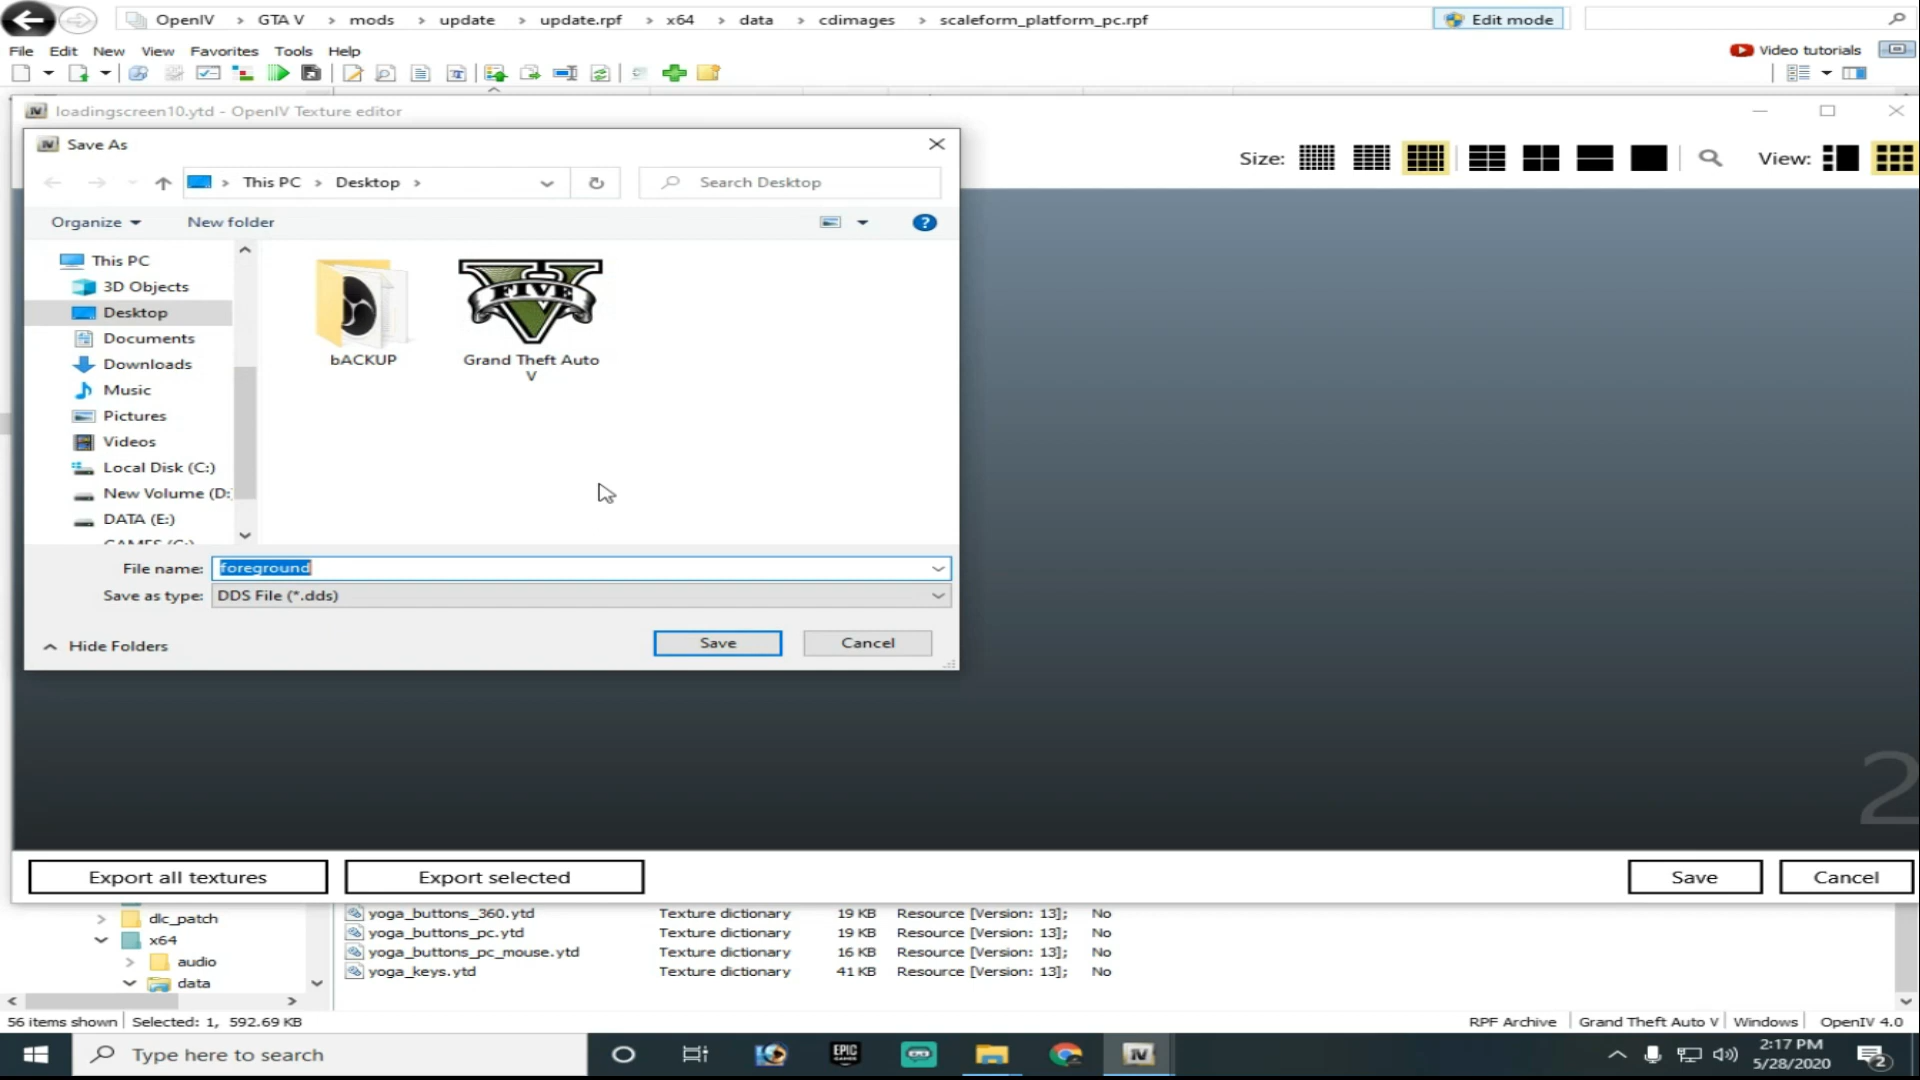 OpenIV > GTA V > mods > update > update.rpf > x64 > data > cdimages > scaleform_platform_pc.rpf
Edit mode
File Edit New View Favorites Tools Help
Video tutorials
loadingscreen10.ytd - OpenIV Texture editor
Save As
Size:
View:
This PC > Desktop >
Search Desktop
Organize
New folder
This PC
3D Objects
Desktop
Documents
Downloads
Music
Pictures
Videos
Local Disk (C:)
New Volume (D:
DATA (E:)
bACKUP
FIVE
Grand Theft Auto
V
File name: foreground
Save as type: DDS File (*.dds)
Hide Folders
Save
Cancel
2
Export all textures
Export selected
Save
Cancel
dlc_patch
x64
audio
data
yoga_buttons_360.ytd Texture dictionary 19 KB Resource [Version: 13]; No
yoga_buttons_pc.ytd Texture dictionary 19 KB Resource [Version: 13]; No
yoga_buttons_pc_mouse.ytd Texture dictionary 16 KB Resource [Version: 13]; No
yoga_keys.ytd Texture dictionary 41 KB Resource [Version: 13]; No
56 items shown Selected: 1, 592.69 KB
RPF Archive Grand Theft Auto V Windows OpenIV 4.0
Type here to search
EPIC
IV
2:17 PM
5/28/2020
2